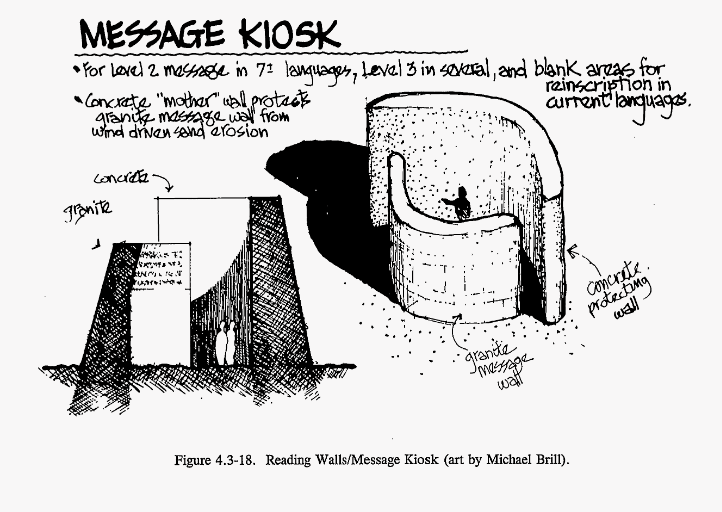 MESSAGE KIOSK
• For Level 2 message in 7± languages, Level 3 in several, and blank areas for
reinscription in
current languages.
• Concrete "mother" wall protects
granite message wall from
wind driven sand erosion
concrete
granite
concrete
protecting
wall
granite
message
wall
Figure 4.3-18. Reading Walls/Message Kiosk (art by Michael Brill).